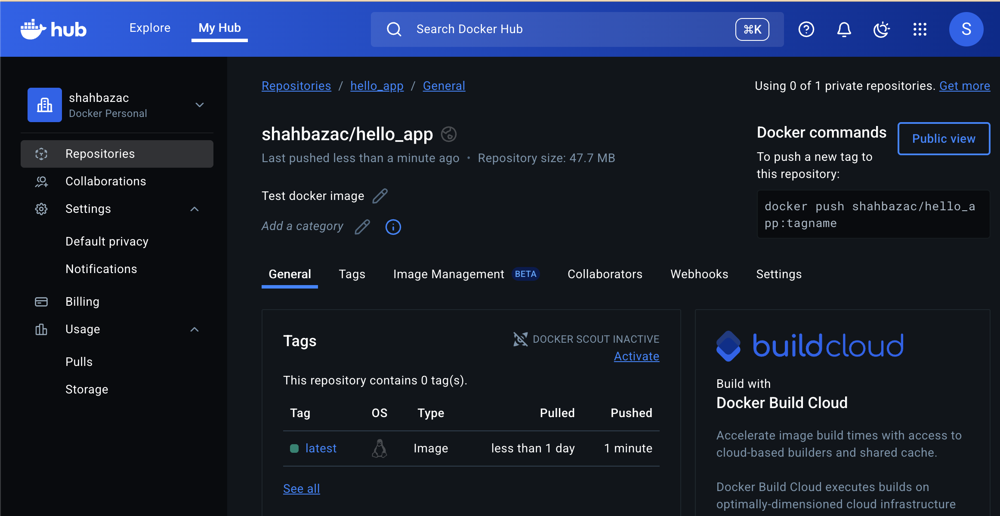 hub
Explore
My Hub
Search Docker Hub
⌘K
S
shahbazac
Docker Personal
Repositories
Collaborations
Settings
Default privacy
Notifications
Billing
Usage
Pulls
Storage
Repositories / hello_app / General
Using 0 of 1 private repositories. Get more
shahbazac/hello_app
Last pushed less than a minute ago • Repository size: 47.7 MB
Test docker image
Add a category
Docker commands
Public view
To push a new tag to
this repository:
docker push shahbazac/hello_a
pp:tagname
General
Tags
Image Management BETA
Collaborators
Webhooks
Settings
Tags
DOCKER SCOUT INACTIVE
Activate
This repository contains 0 tag(s).
Tag OS Type Pulled Pushed
latest Image less than 1 day 1 minute
See all
buildcloud
Build with
Docker Build Cloud
Accelerate image build times with access to
cloud-based builders and shared cache.
Docker Build Cloud executes builds on
optimally-dimensioned cloud infrastructure